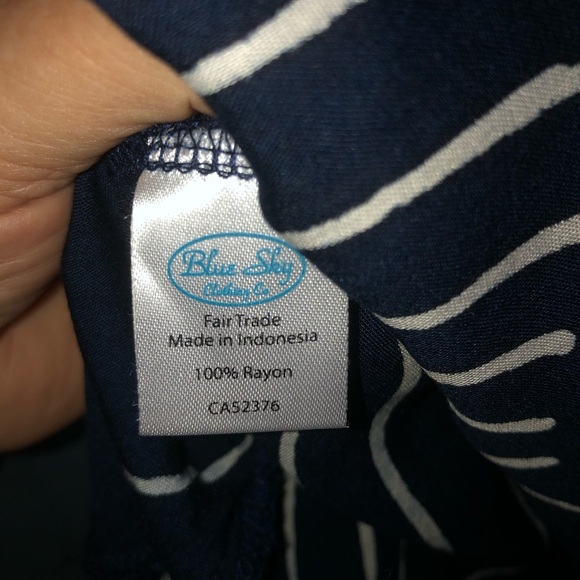 Blue Sky
Clothing Co
Fair Trade
Made in Indonesia
100% Rayon
CA52376